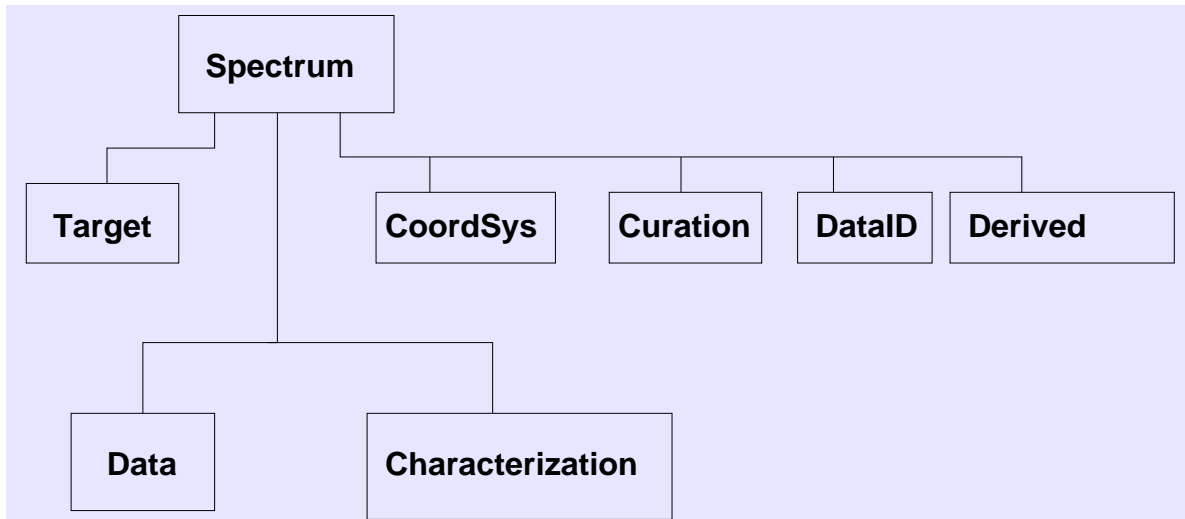 Spectrum
Target
CoordSys
Curation
DataID
Derived
Data
Characterization